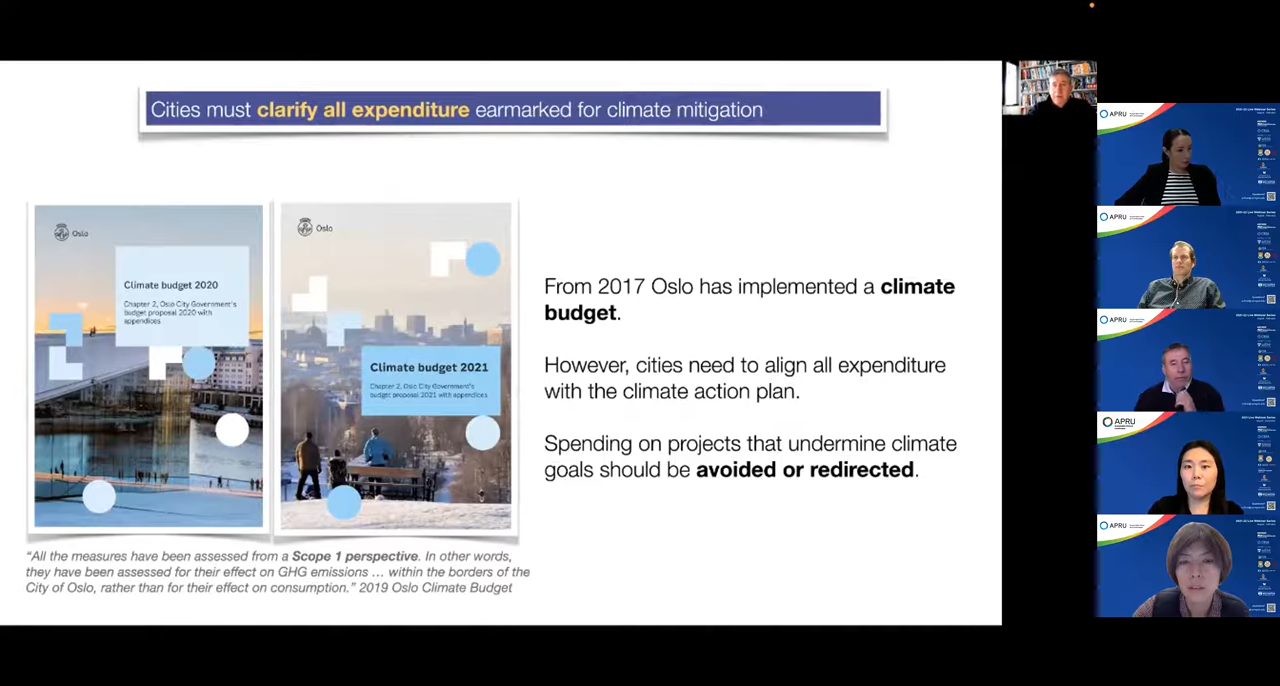 Cities must clarify all expenditure earmarked for climate mitigation
Oslo
Climate budget 2020
Chapter 2, Oslo City Government's
budget proposal 2020 with
appendices
Oslo
Climate budget 2021
Chapter 2, Oslo City Government's
budget proposal 2021 with appendices
From 2017 Oslo has implemented a climate
budget.
However, cities need to align all expenditure
with the climate action plan.
Spending on projects that undermine climate
goals should be avoided or redirected.
"All the measures have been assessed from a Scope 1 perspective. In other words,
they have been assessed for their effect on GHG emissions … within the borders of the
City of Oslo, rather than for their effect on consumption." 2019 Oslo Climate Budget
APRU
APRU
APRU
APRU
APRU